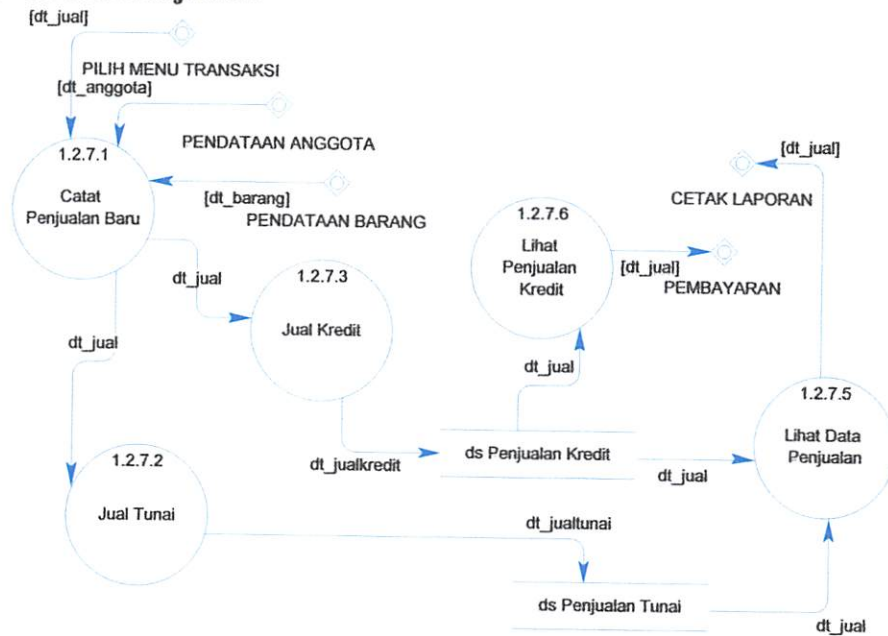 [dt_jual]
PILIH MENU TRANSAKSI
[dt_anggota]
PENDATAAN ANGGOTA
1.2.7.1
Catat
Penjualan Baru
[dt_barang]
PENDATAAN BARANG
[dt_jual]
CETAK LAPORAN
1.2.7.6
Lihat
Penjualan
Kredit
[dt_jual]
PEMBAYARAN
dt_jual
1.2.7.3
Jual Kredit
dt_jual
dt_jual
1.2.7.5
Lihat Data
Penjualan
dt_jualkredit
ds Penjualan Kredit
dt_jual
1.2.7.2
Jual Tunai
dt_jualtunai
ds Penjualan Tunai
dt_jual